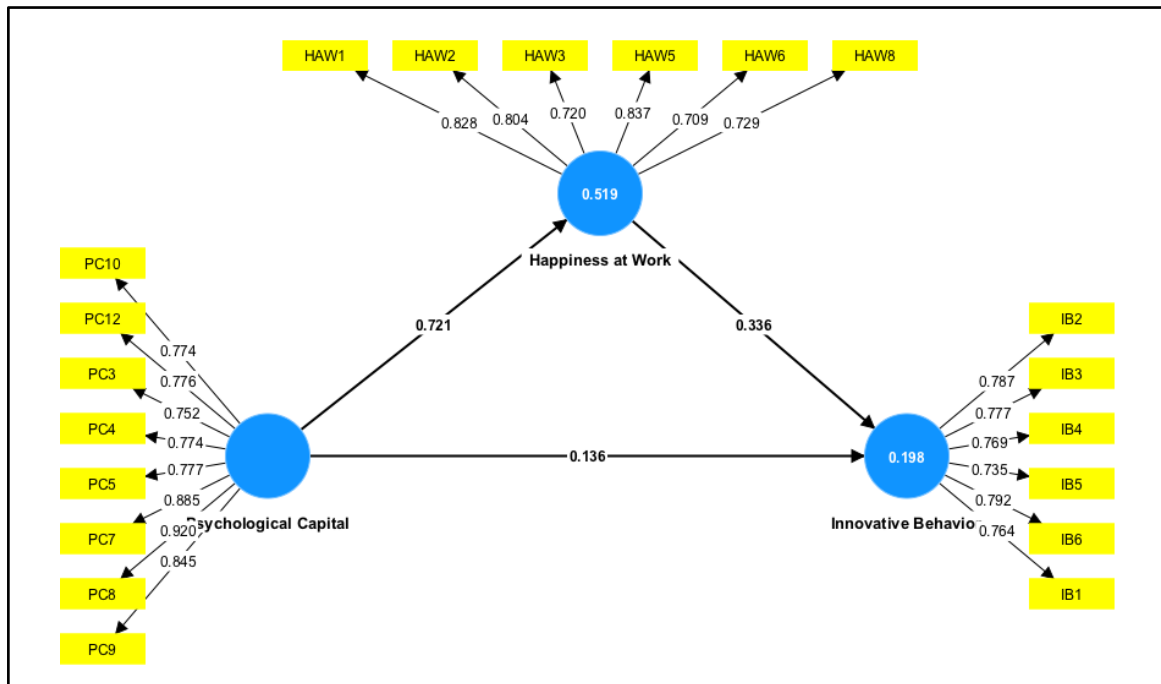 HAW1 HAW2 HAW3 HAW5 HAW6 HAW8
0.828 0.804 0.720 0.837 0.709 0.729
0.519
Happiness at Work
PC10
PC12
PC3
PC4
PC5
PC7
PC8
PC9
0.774
0.776
0.752
0.774
0.777
0.885
0.920
0.845
Psychological Capital
0.721
0.336
0.136
0.198
Innovative Behavio
0.787
0.777
0.769
0.735
0.792
0.764
IB2
IB3
IB4
IB5
IB6
IB1